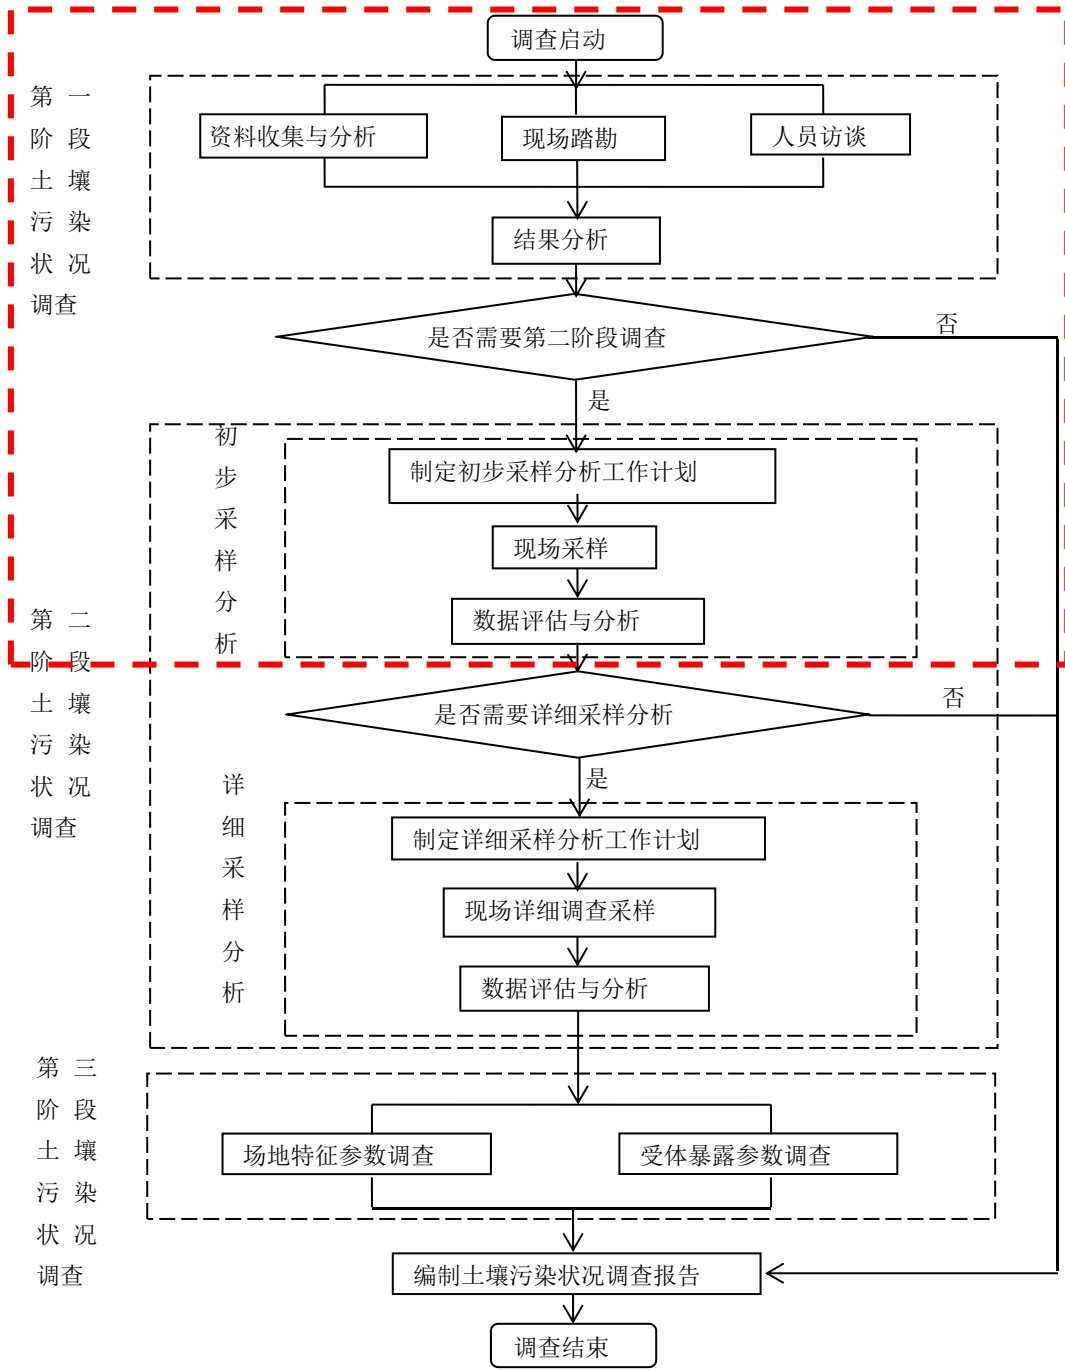 调查启动
第一
阶段
土壤
污染
状况
调查
资料收集与分析
现场踏勘
人员访谈
结果分析
是否需要第二阶段调查
否
是
初
步
采
样
分
析
制定初步采样分析工作计划
现场采样
数据评估与分析
第二
阶段
土壤
污染
状况
调查
是否需要详细采样分析
否
是
详
细
采
样
分
析
制定详细采样分析工作计划
现场详细调查采样
数据评估与分析
第三
阶段
土壤
污染
状况
调查
场地特征参数调查
受体暴露参数调查
编制土壤污染状况调查报告
调查结束